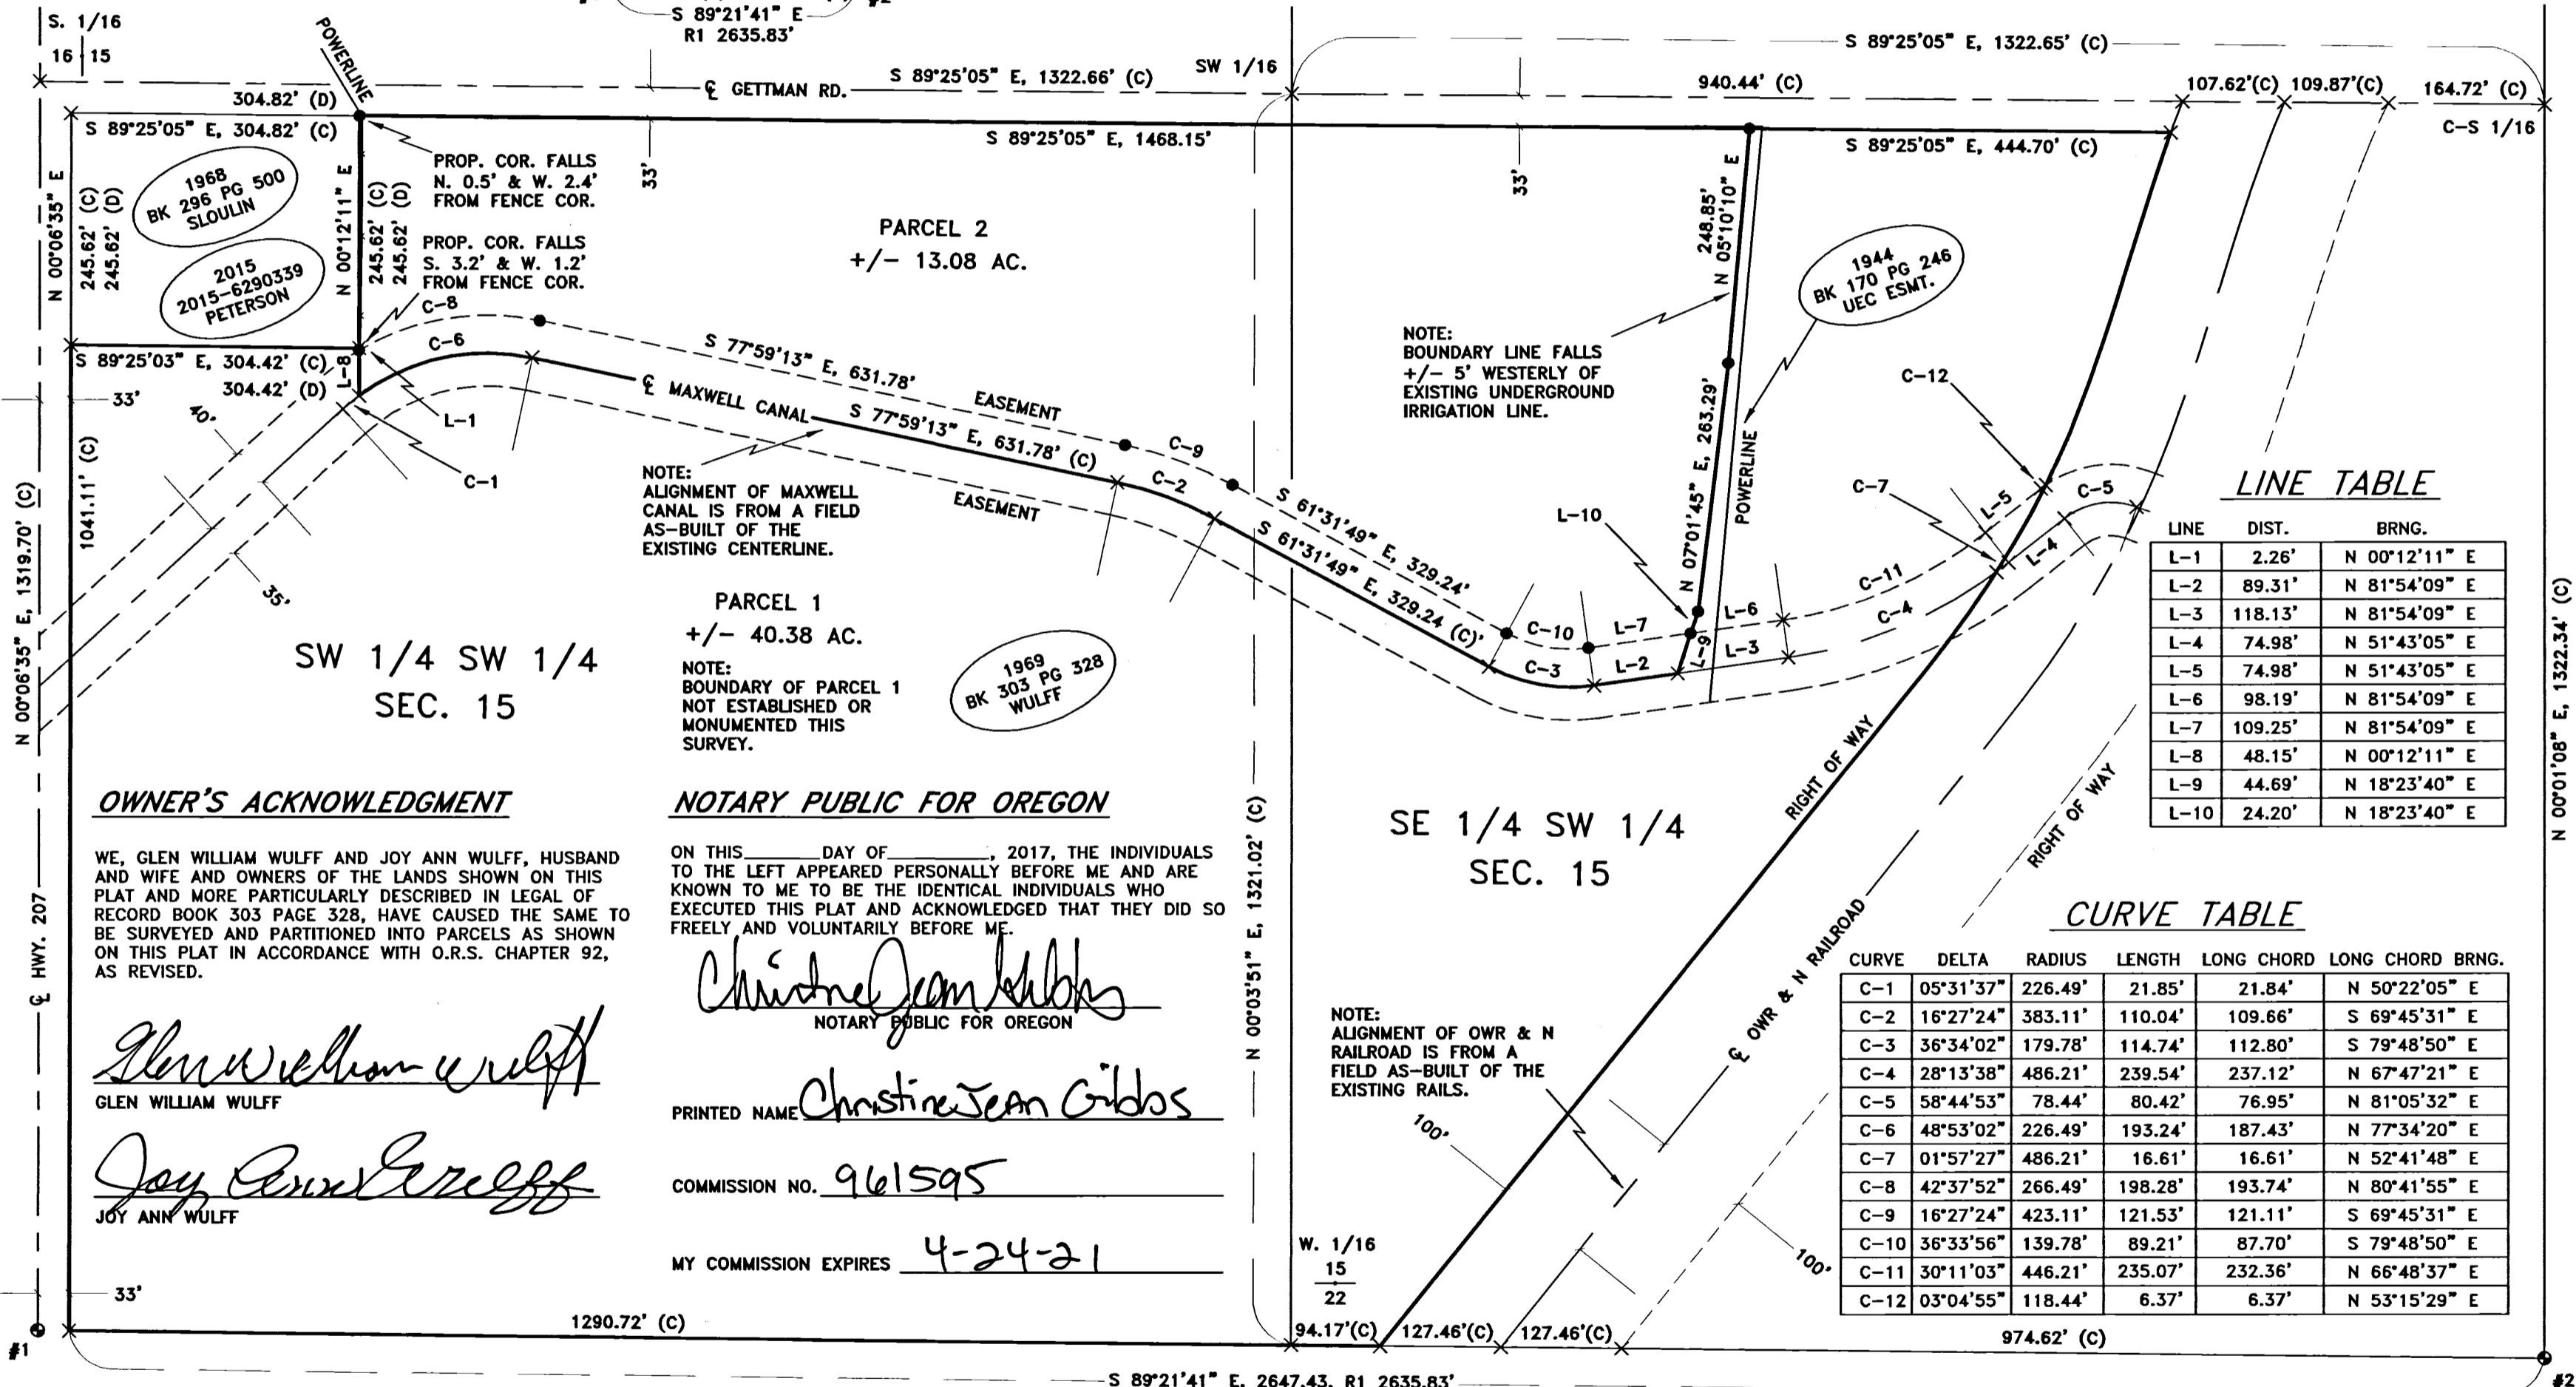 S 89°21'41" E
R1 2635.83'
S. 1/16
16 15
POWERLINE
304.82' (D)
S 89°25'05" E, 304.82' (C)
℄ GETTMAN RD.
S 89°25'05" E, 1322.66' (C)
SW 1/16
S 89°25'05" E, 1322.65' (C)
940.44' (C)
107.62'(C)
109.87'(C)
164.72' (C)
C-S 1/16
S 89°25'05" E, 1468.15'
S 89°25'05" E, 444.70' (C)
33'
33'
N 00°06'35" E
245.62' (C)
245.62' (D)
1968
BK 296 PG 500
SLOULIN
2015
2015-6290339
PETERSON
N 00°12'11" E
245.62' (C)
245.62' (D)
PROP. COR. FALLS
N. 0.5' & W. 2.4'
FROM FENCE COR.
PROP. COR. FALLS
S. 3.2' & W. 1.2'
FROM FENCE COR.
PARCEL 2
+/- 13.08 AC.
C-8
C-6
S 89°25'03" E, 304.42' (C)
304.42' (D)
L-8
L-1
C-1
33'
40'
35'
S 77°59'13" E, 631.78'
EASEMENT
℄ MAXWELL CANAL
S 77°59'13" E, 631.78' (C)
EASEMENT
C-9
C-2
S 61°31'49" E, 329.24'
S 61°31'49" E, 329.24 (C)'
NOTE:
ALIGNMENT OF MAXWELL
CANAL IS FROM A FIELD
AS-BUILT OF THE
EXISTING CENTERLINE.
NOTE:
BOUNDARY LINE FALLS
+/- 5' WESTERLY OF
EXISTING UNDERGROUND
IRRIGATION LINE.
248.85'
N 05°10'10" E
N 07°01'45" E, 263.29'
POWERLINE
1944
BK 170 PG 246
UEC ESMT.
C-12
C-7
L-10
C-10
L-7
L-6
C-11
L-5
C-5
L-4
C-4
C-3
L-2
L-9
L-3
1041.11' (C)
N 00°06'35" E, 1319.70' (C)
PARCEL 1
+/- 40.38 AC.
NOTE:
BOUNDARY OF PARCEL 1
NOT ESTABLISHED OR
MONUMENTED THIS
SURVEY.
1969
BK 303 PG 328
WULFF
SW 1/4 SW 1/4
SEC. 15
SE 1/4 SW 1/4
SEC. 15
RIGHT OF WAY
RIGHT OF WAY
N 00°01'08" E, 1322.34' (C)
LINE TABLE
LINE DIST. BRNG.
L-1 2.26' N 00°12'11" E
L-2 89.31' N 81°54'09" E
L-3 118.13' N 81°54'09" E
L-4 74.98' N 51°43'05" E
L-5 74.98' N 51°43'05" E
L-6 98.19' N 81°54'09" E
L-7 109.25' N 81°54'09" E
L-8 48.15' N 00°12'11" E
L-9 44.69' N 18°23'40" E
L-10 24.20' N 18°23'40" E
OWNER'S ACKNOWLEDGMENT
WE, GLEN WILLIAM WULFF AND JOY ANN WULFF, HUSBAND
AND WIFE AND OWNERS OF THE LANDS SHOWN ON THIS
PLAT AND MORE PARTICULARLY DESCRIBED IN LEGAL OF
RECORD BOOK 303 PAGE 328, HAVE CAUSED THE SAME TO
BE SURVEYED AND PARTITIONED INTO PARCELS AS SHOWN
ON THIS PLAT IN ACCORDANCE WITH O.R.S. CHAPTER 92,
AS REVISED.
Glen William Wulff
GLEN WILLIAM WULFF
Joy Ann Wulff
JOY ANN WULFF
NOTARY PUBLIC FOR OREGON
ON THIS______DAY OF_________, 2017, THE INDIVIDUALS
TO THE LEFT APPEARED PERSONALLY BEFORE ME AND ARE
KNOWN TO ME TO BE THE IDENTICAL INDIVIDUALS WHO
EXECUTED THIS PLAT AND ACKNOWLEDGED THAT THEY DID SO
FREELY AND VOLUNTARILY BEFORE ME.
Christine Jean Gibbs
NOTARY PUBLIC FOR OREGON
PRINTED NAME Christine Jean Gibbs
COMMISSION NO. 961595
MY COMMISSION EXPIRES 4-24-21
℄ HWY. 207
N 00°03'51" E, 1321.02' (C)
NOTE:
ALIGNMENT OF OWR & N
RAILROAD IS FROM A
FIELD AS-BUILT OF THE
EXISTING RAILS.
℄ OWR & N RAILROAD
100'
100'
CURVE TABLE
CURVE DELTA RADIUS LENGTH LONG CHORD LONG CHORD BRNG.
C-1 05°31'37" 226.49' 21.85' 21.84' N 50°22'05" E
C-2 16°27'24" 383.11' 110.04' 109.66' S 69°45'31" E
C-3 36°34'02" 179.78' 114.74' 112.80' S 79°48'50" E
C-4 28°13'38" 486.21' 239.54' 237.12' N 67°47'21" E
C-5 58°44'53" 78.44' 80.42' 76.95' N 81°05'32" E
C-6 48°53'02" 226.49' 193.24' 187.43' N 77°34'20" E
C-7 01°57'27" 486.21' 16.61' 16.61' N 52°41'48" E
C-8 42°37'52" 266.49' 198.28' 193.74' N 80°41'55" E
C-9 16°27'24" 423.11' 121.53' 121.11' S 69°45'31" E
C-10 36°33'56" 139.78' 89.21' 87.70' S 79°48'50" E
C-11 30°11'03" 446.21' 235.07' 232.36' N 66°48'37" E
C-12 03°04'55" 118.44' 6.37' 6.37' N 53°15'29" E
33'
W. 1/16
15
22
#1
1290.72' (C)
94.17'(C)
127.46'(C)
127.46'(C)
974.62' (C)
S 89°21'41" E, 2647.43, R1 2635.83'
#2